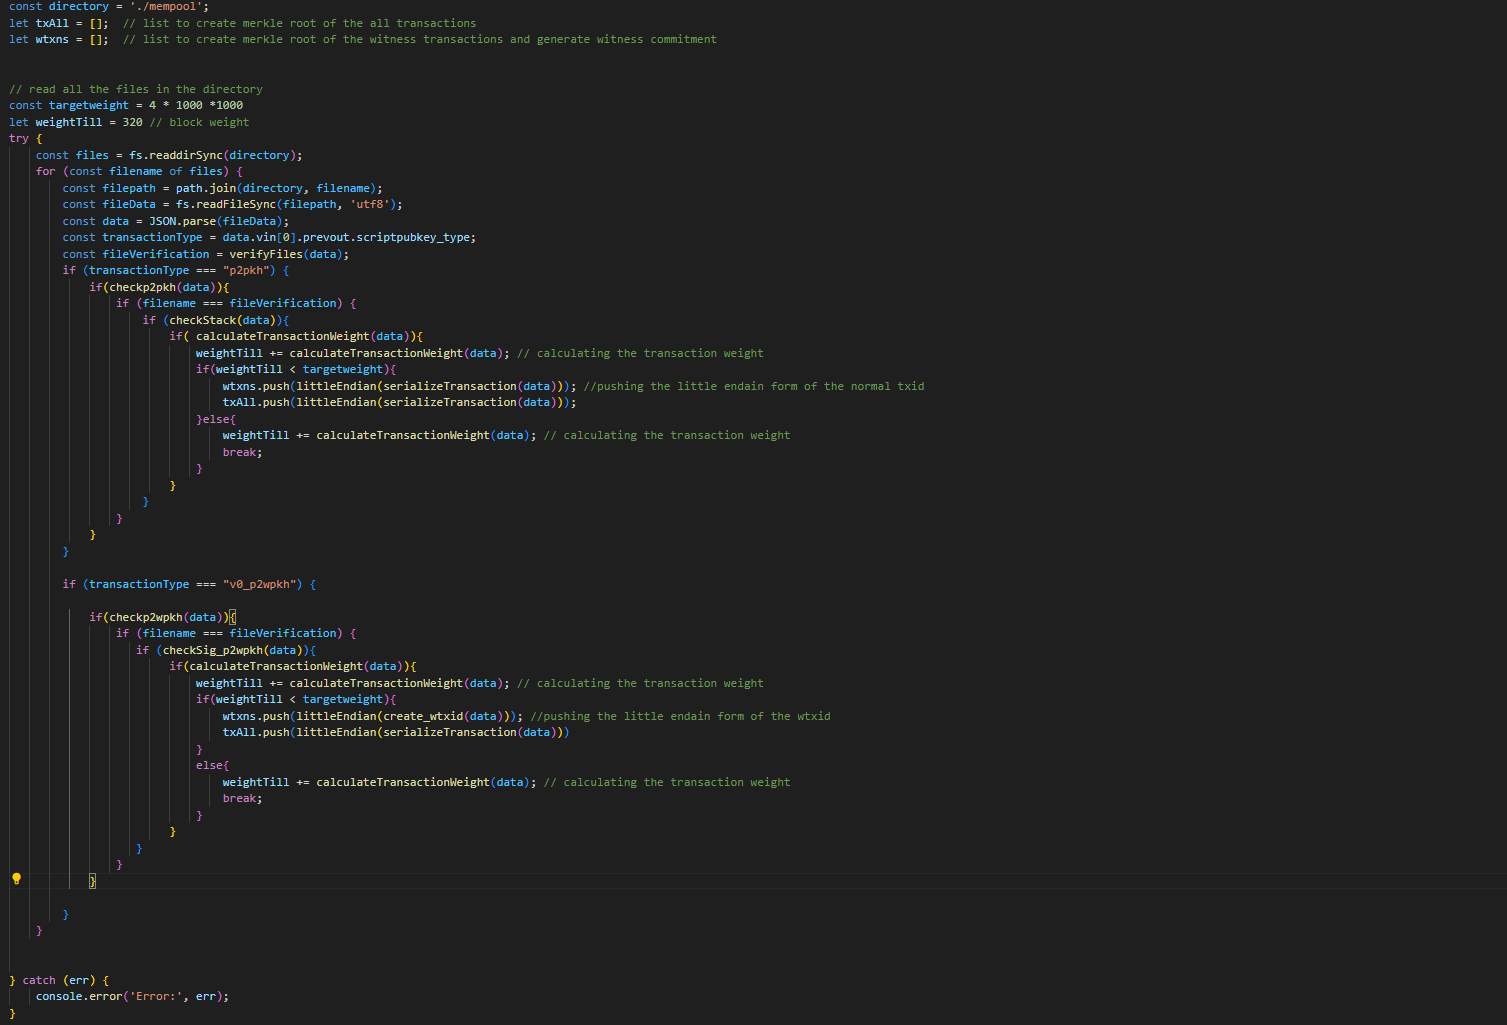 const directory = './mempool';
let txAll = [];  // list to create merkle root of the all transactions
let wtxns = [];  // list to create merkle root of the witness transactions and generate witness commitment
// read all the files in the directory
const targetweight = 4 * 1000 *1000
let weightTill = 320 // block weight
try {
    const files = fs.readdirSync(directory);
    for (const filename of files) {
        const filepath = path.join(directory, filename);
        const fileData = fs.readFileSync(filepath, 'utf8');
        const data = JSON.parse(fileData);
        const transactionType = data.vin[0].prevout.scriptpubkey_type;
        const fileVerification = verifyFiles(data);
        if (transactionType === "p2pkh") {
            if(checkp2pkh(data)){
                if (filename === fileVerification) {
                    if (checkStack(data)){
                        if( calculateTransactionWeight(data)){
                            weightTill += calculateTransactionWeight(data); // calculating the transaction weight
                            if(weightTill < targetweight){
                                wtxns.push(littleEndian(serializeTransaction(data))); //pushing the little endain form of the normal txid
                                txAll.push(littleEndian(serializeTransaction(data)));
                            }else{
                                weightTill += calculateTransactionWeight(data); // calculating the transaction weight
                                break;
                            }
                        }
                    }
                }
            }
        }
        if (transactionType === "v0_p2wpkh") {
            if(checkp2wpkh(data)){
                if (filename === fileVerification) {
                   if (checkSig_p2wpkh(data)){
                        if(calculateTransactionWeight(data)){
                            weightTill += calculateTransactionWeight(data); // calculating the transaction weight
                            if(weightTill < targetweight){
                                wtxns.push(littleEndian(create_wtxid(data))); //pushing the little endain form of the wtxid
                                txAll.push(littleEndian(serializeTransaction(data)))
                            }
                            else{
                                weightTill += calculateTransactionWeight(data); // calculating the transaction weight
                                break;
                            }
                        }
                   }
                }
            }
        }
    }
} catch (err) {
    console.error('Error:', err);
}